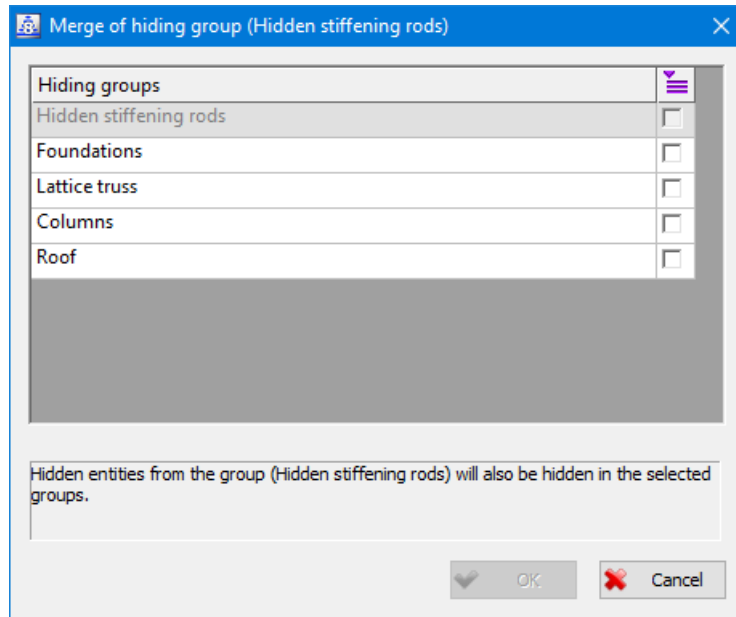 Merge of hiding group (Hidden stiffening rods)
Hiding groups
Hidden stiffening rods
Foundations
Lattice truss
Columns
Roof
Hidden entities from the group (Hidden stiffening rods) will also be hidden in the selected
groups.
OK
Cancel